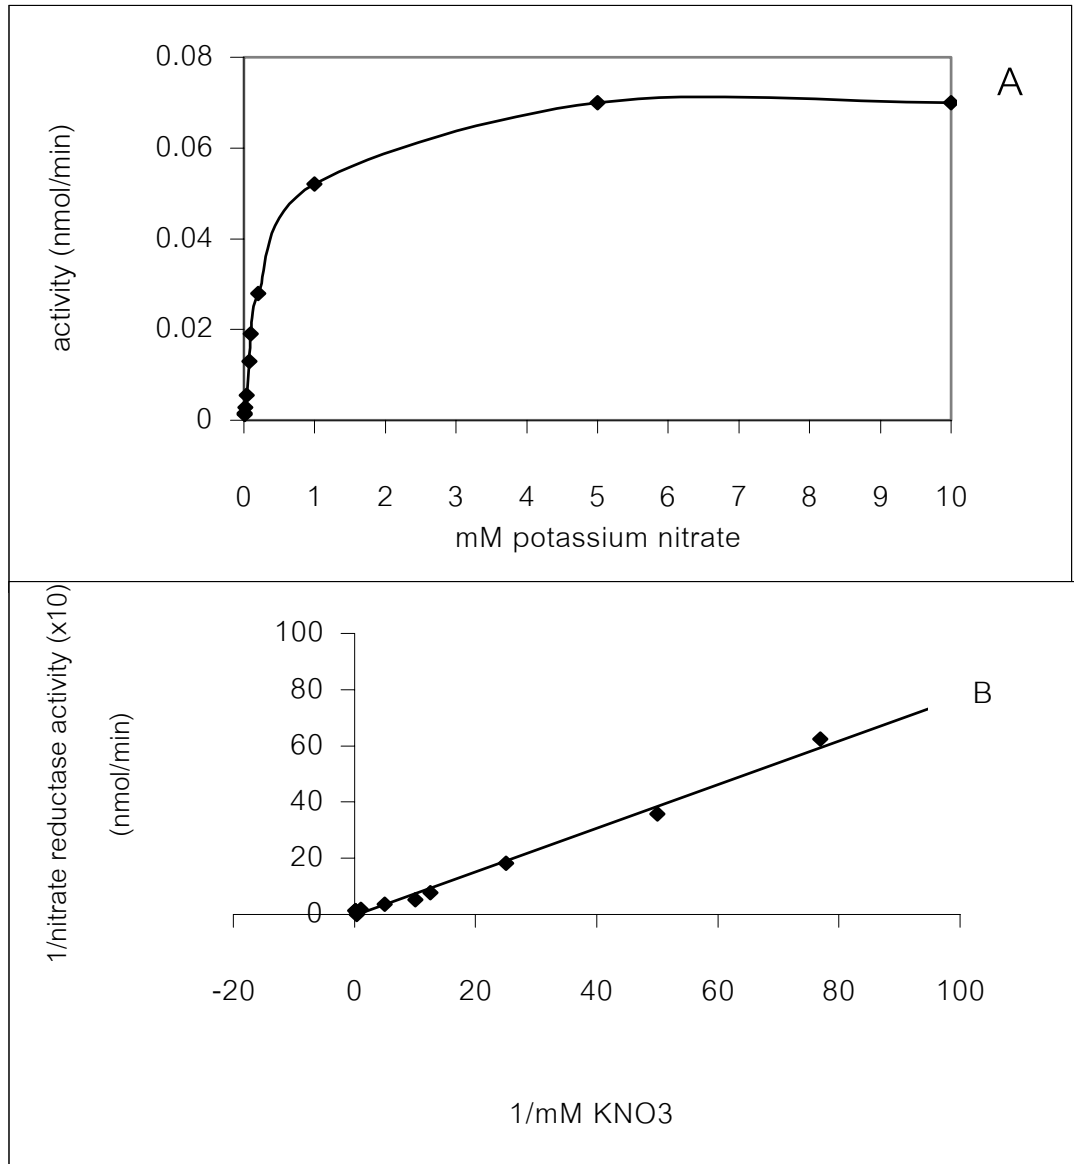 A
activity (nmol/min)
0.08
0.06
0.04
0.02
0
0 1 2 3 4 5 6 7 8 9 10
mM potassium nitrate
B
1/nitrate reductase activity (x10)
(nmol/min)
100
80
60
40
20
0
-20 0 20 40 60 80 100
1/mM KNO3